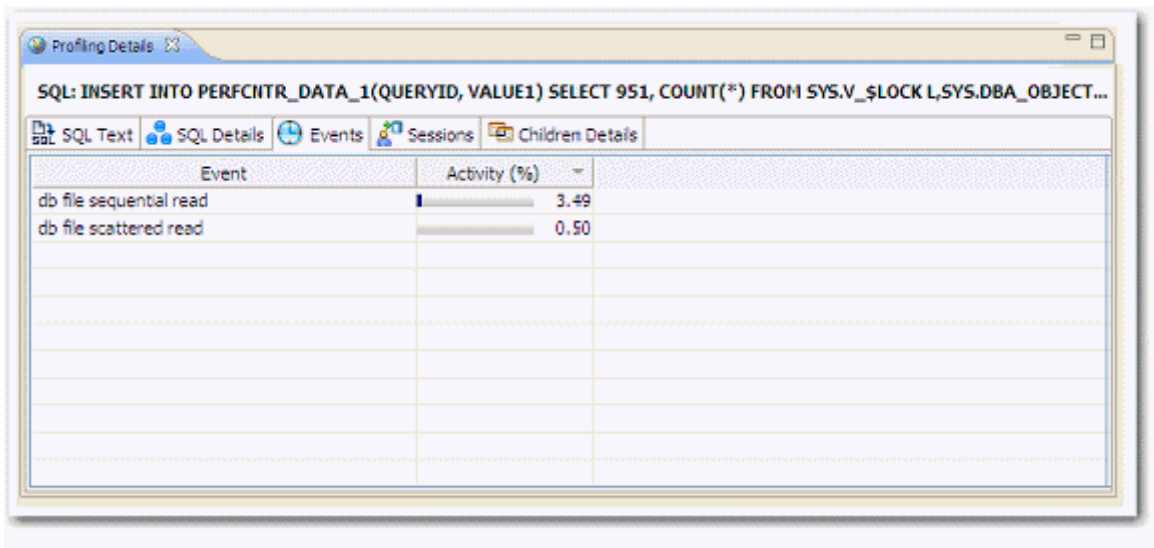 Profiling Details
SQL: INSERT INTO PERFCNTR_DATA_1(QUERYID, VALUE1) SELECT 951, COUNT(*) FROM SYS.V_$LOCK L,SYS.DBA_OBJECT...
SQL Text SQL Details Events Sessions Children Details
Event Activity (%)
db file sequential read 3.49
db file scattered read 0.50